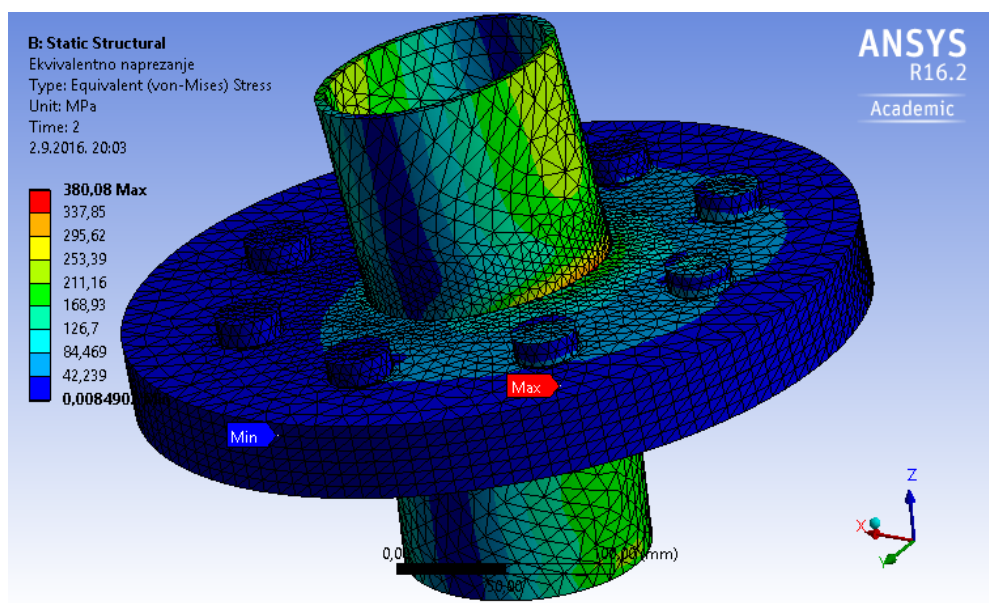 B: Static Structural
Ekvivalentno naprezanje
Type: Equivalent (von-Mises) Stress
Unit: MPa
Time: 2
2.9.2016. 20:03
380,08 Max
337,85
295,62
253,39
211,16
168,93
126,7
84,469
42,239
ANSYS
R16.2
Academic
Max
Min
50,00
(mm)
Z
X
Y